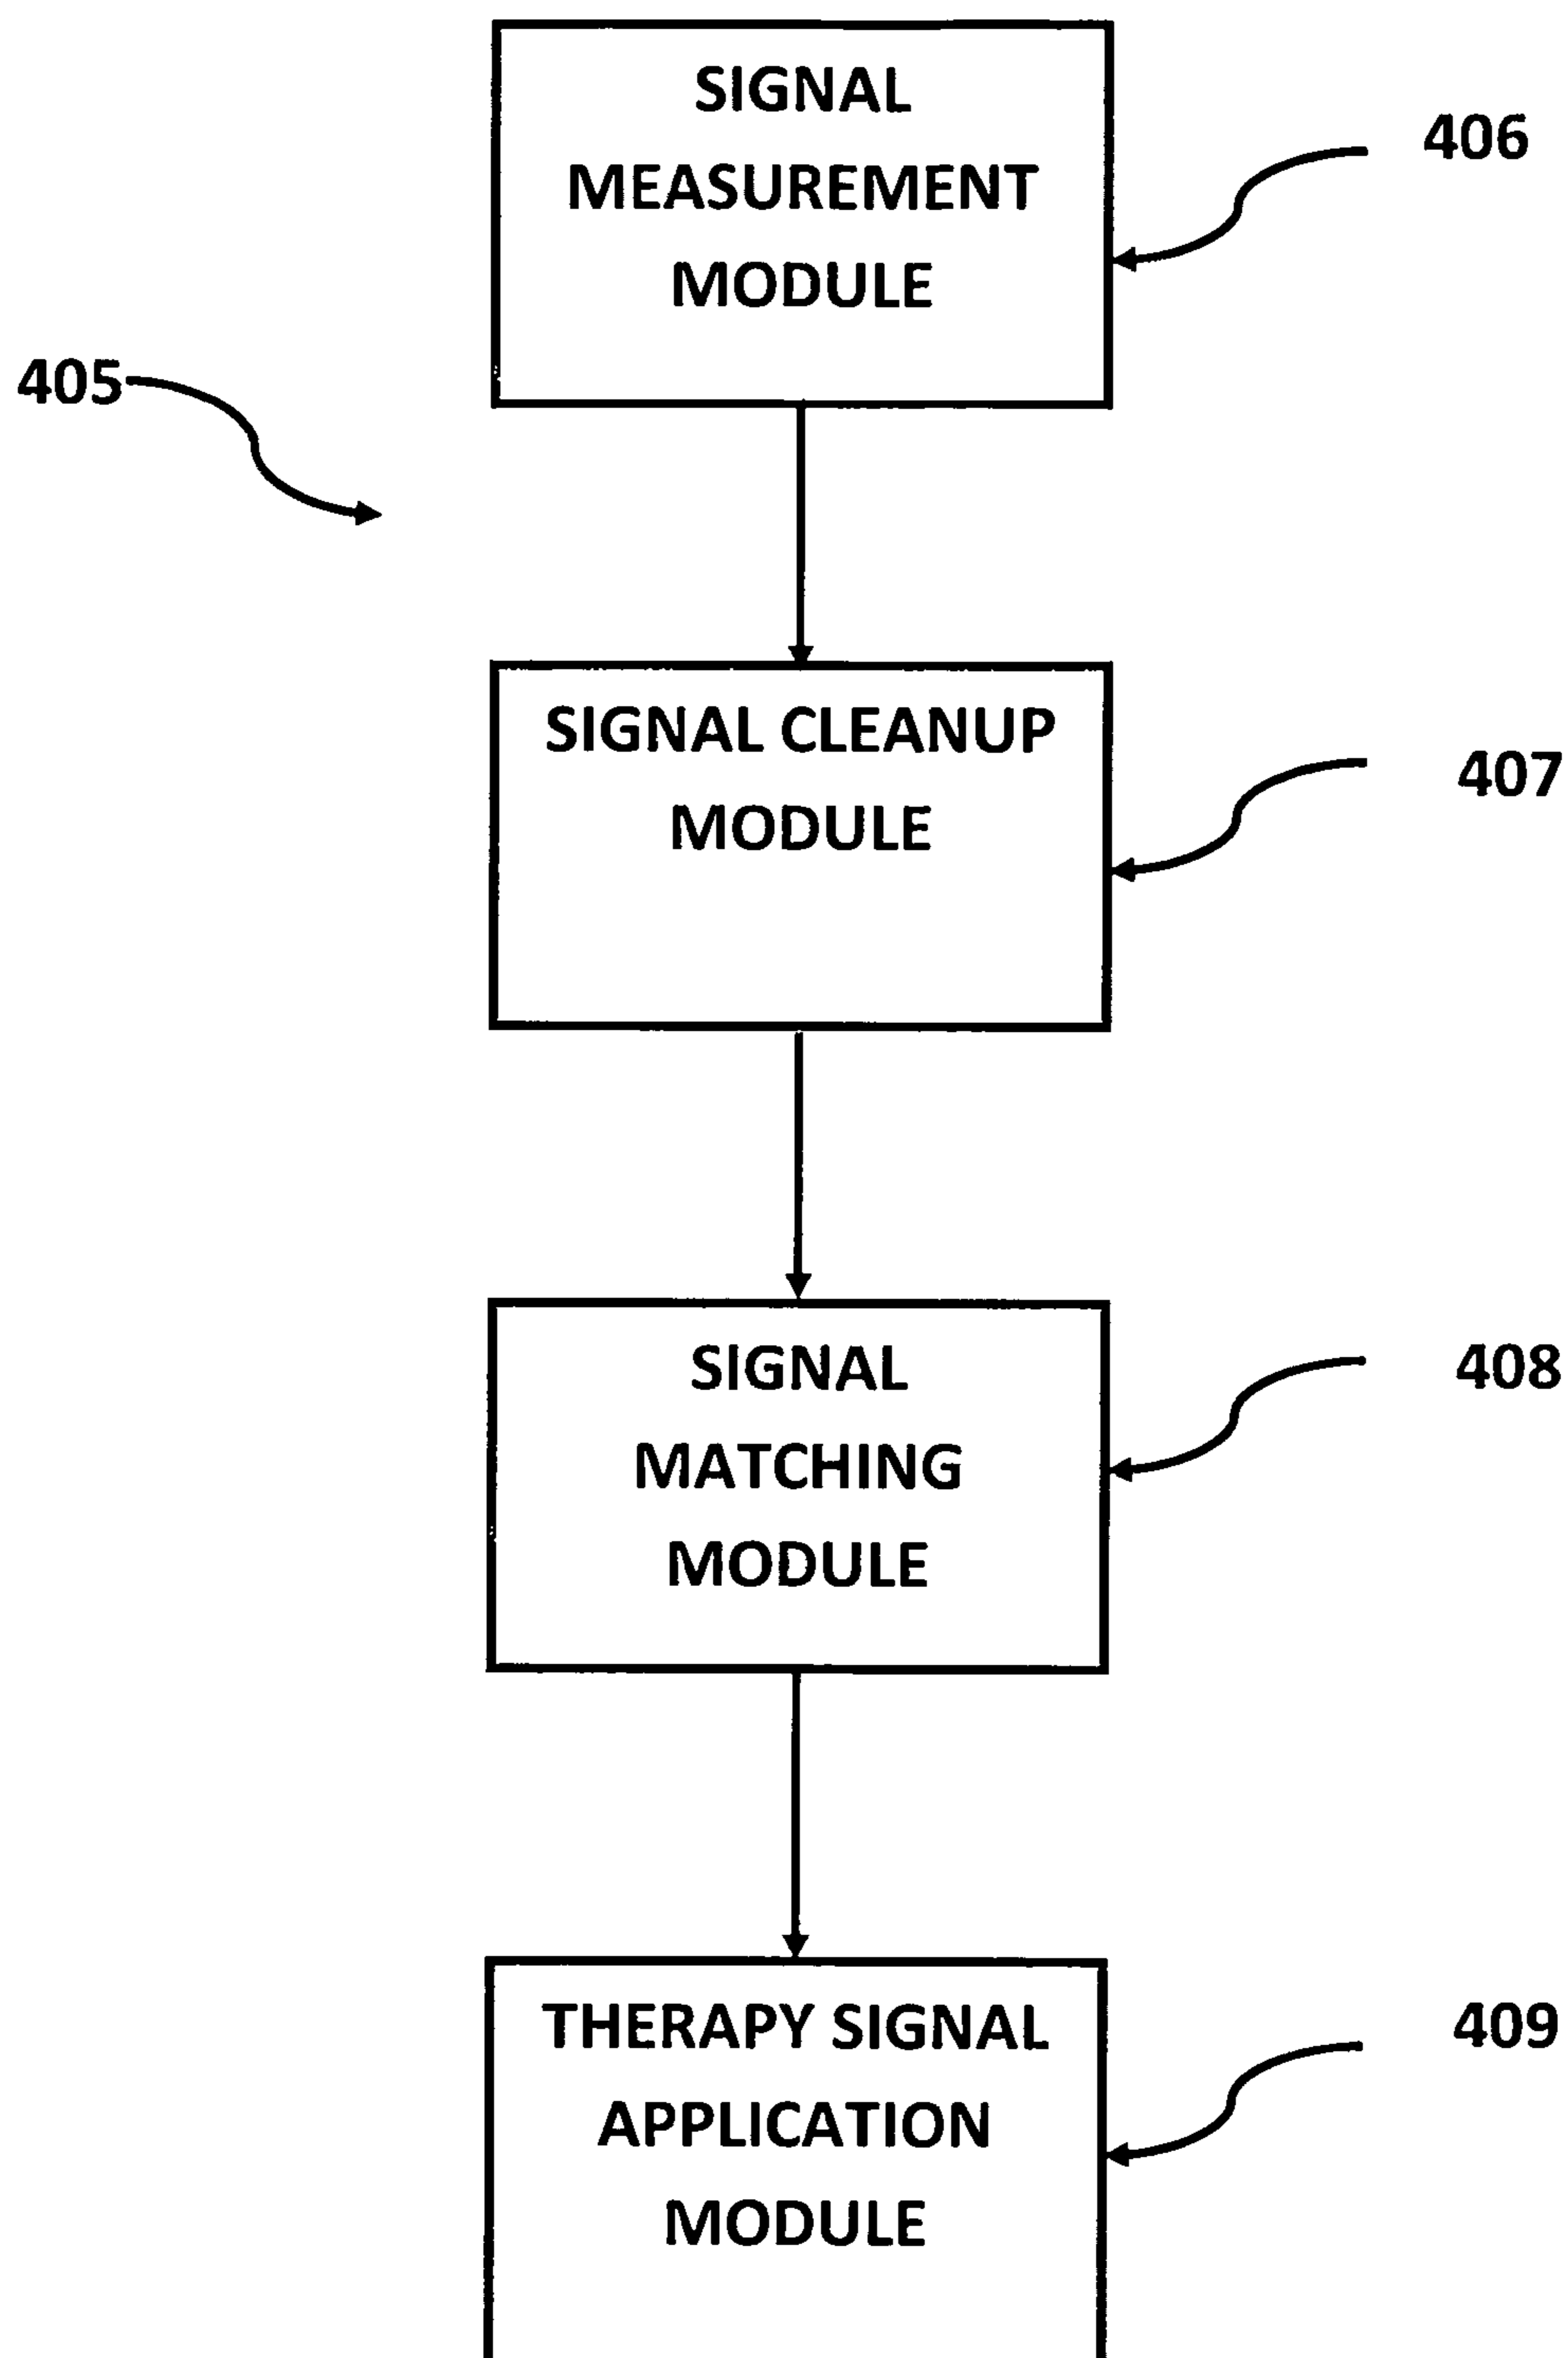 SIGNAL
MEASUREMENT
MODULE
406
405
SIGNAL CLEANUP
MODULE
407
SIGNAL
MATCHING
MODULE
408
THERAPY SIGNAL
APPLICATION
MODULE
409